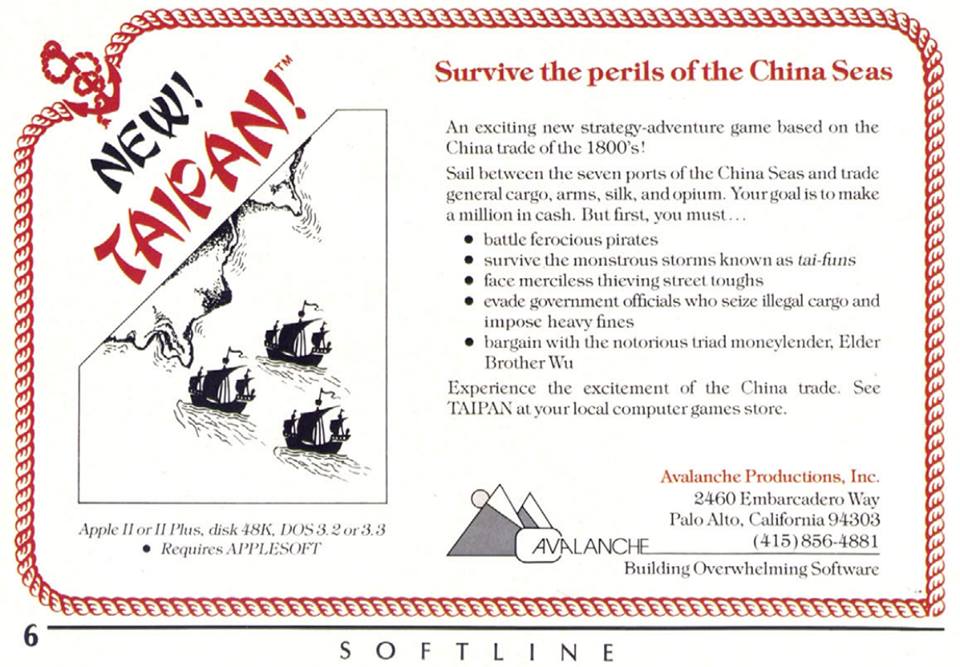 NEW!
TAIPAN!™
Apple II or II Plus, disk 48K, DOS 3.2 or 3.3
● Requires APPLESOFT
Survive the perils of the China Seas
An exciting new strategy-adventure game based on the
China trade of the 1800's!
Sail between the seven ports of the China Seas and trade
general cargo, arms, silk, and opium. Your goal is to make
a million in cash. But first, you must...
● battle ferocious pirates
● survive the monstrous storms known as tai-funs
● face merciless thieving street toughs
● evade government officials who seize illegal cargo and
impose heavy fines
● bargain with the notorious triad moneylender, Elder
Brother Wu
Experience the excitement of the China trade. See
TAIPAN at your local computer games store.
AVALANCHE
Avalanche Productions, Inc.
2460 Embarcadero Way
Palo Alto, California 94303
(415)856-4881
Building Overwhelming Software
6
SOFTLINE